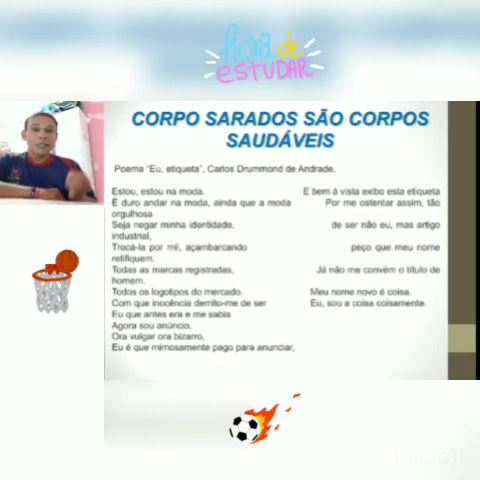 Hora de
ESTUDAR
CORPO SARADOS SÃO CORPOS
SAUDÁVEIS
Poema "Eu, etiqueta", Carlos Drummond de Andrade.
Estou, estou na moda. E bem à vista exibo esta etiqueta
É duro andar na moda, ainda que a moda Por me ostentar assim, tão
orgulhosa
Seja negar minha identidade, de ser não eu, mas artigo
industrial,
Trocá-la por mil, açambarcando peço que meu nome
retifiquem.
Todas as marcas registradas, Já não me convém o título de
homem.
Todos os logotipos do mercado. Meu nome novo é coisa.
Com que inocência demito-me de ser Eu, sou a coisa coisamente.
Eu que antes era e me sabia
Agora sou anúncio,
Ora vulgar ora bizarro,
Eu é que mimosamente pago para anunciar,